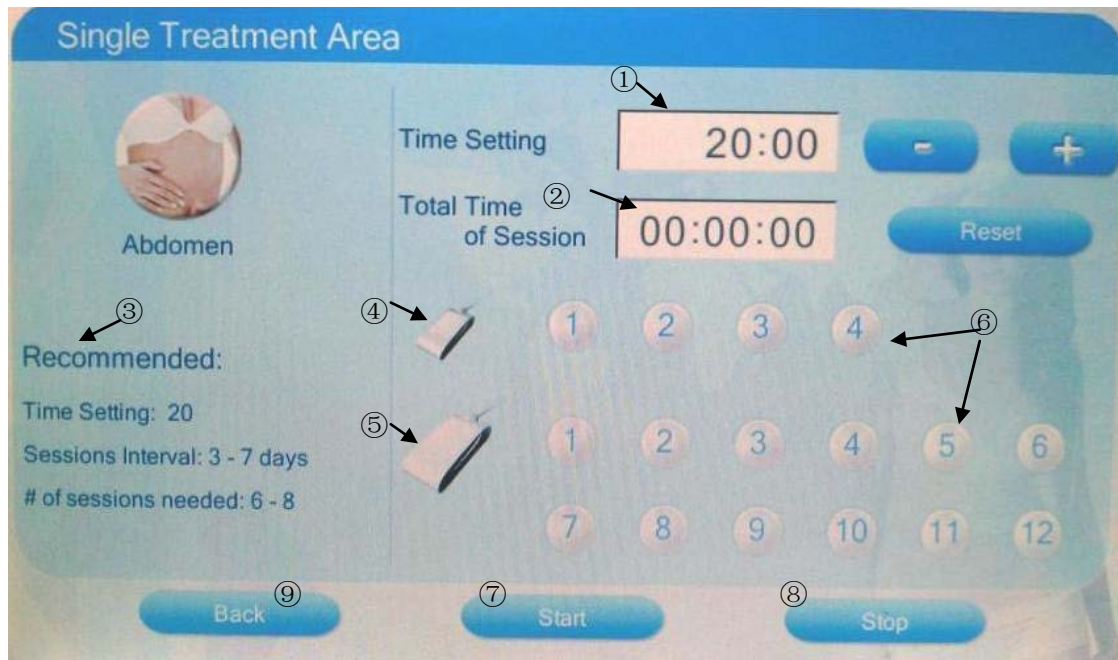 Single Treatment Area
①
Time Setting
20:00
-
+
②
Total Time
of Session
00:00:00
Reset
Abdomen
③
Recommended:
Time Setting: 20
Sessions Interval: 3 - 7 days
# of sessions needed: 6 - 8
④
1 2 3 4
⑥
⑤
1 2 3 4 5 6
7 8 9 10 11 12
⑨
Back
⑦
Start
⑧
Stop